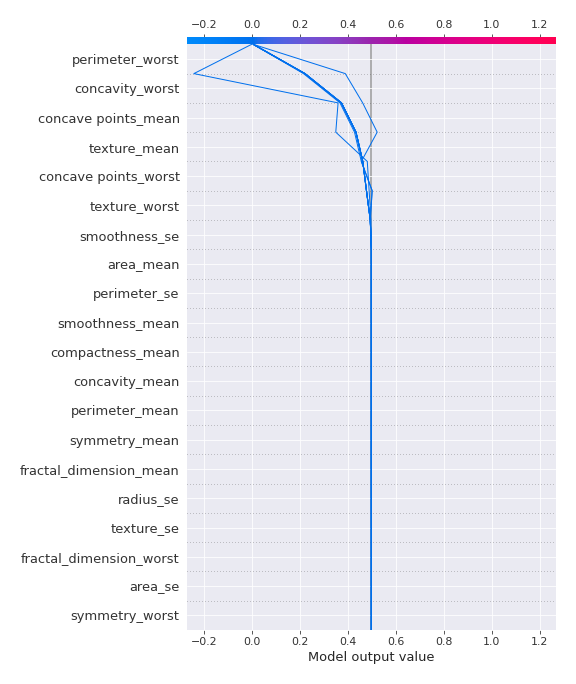 −0.2 0.0 0.2 0.4 0.6 0.8 1.0 1.2
perimeter_worst
concavity_worst
concave points_mean
texture_mean
concave points_worst
texture_worst
smoothness_se
area_mean
perimeter_se
smoothness_mean
compactness_mean
concavity_mean
perimeter_mean
symmetry_mean
fractal_dimension_mean
radius_se
texture_se
fractal_dimension_worst
area_se
symmetry_worst
−0.2 0.0 0.2 0.4 0.6 0.8 1.0 1.2
Model output value